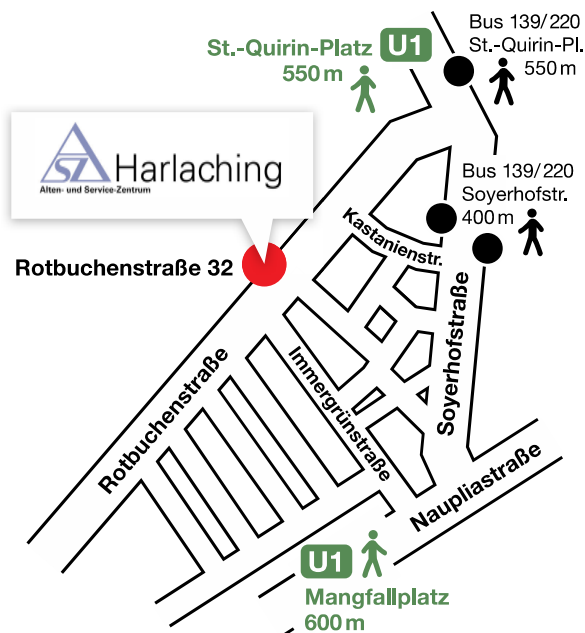 St.-Quirin-Platz U1
550 m
Bus 139/220
St.-Quirin-Pl.
550 m
ASZ Harlaching
Alten- und Service-Zentrum
Bus 139/220
Soyerhofstr.
400 m
Kastanienstr.
Rotbuchenstraße 32
Rotbuchenstraße
Immergrünstraße
Soyerhofstraße
Naupliastraße
U1
Mangfallplatz
600 m